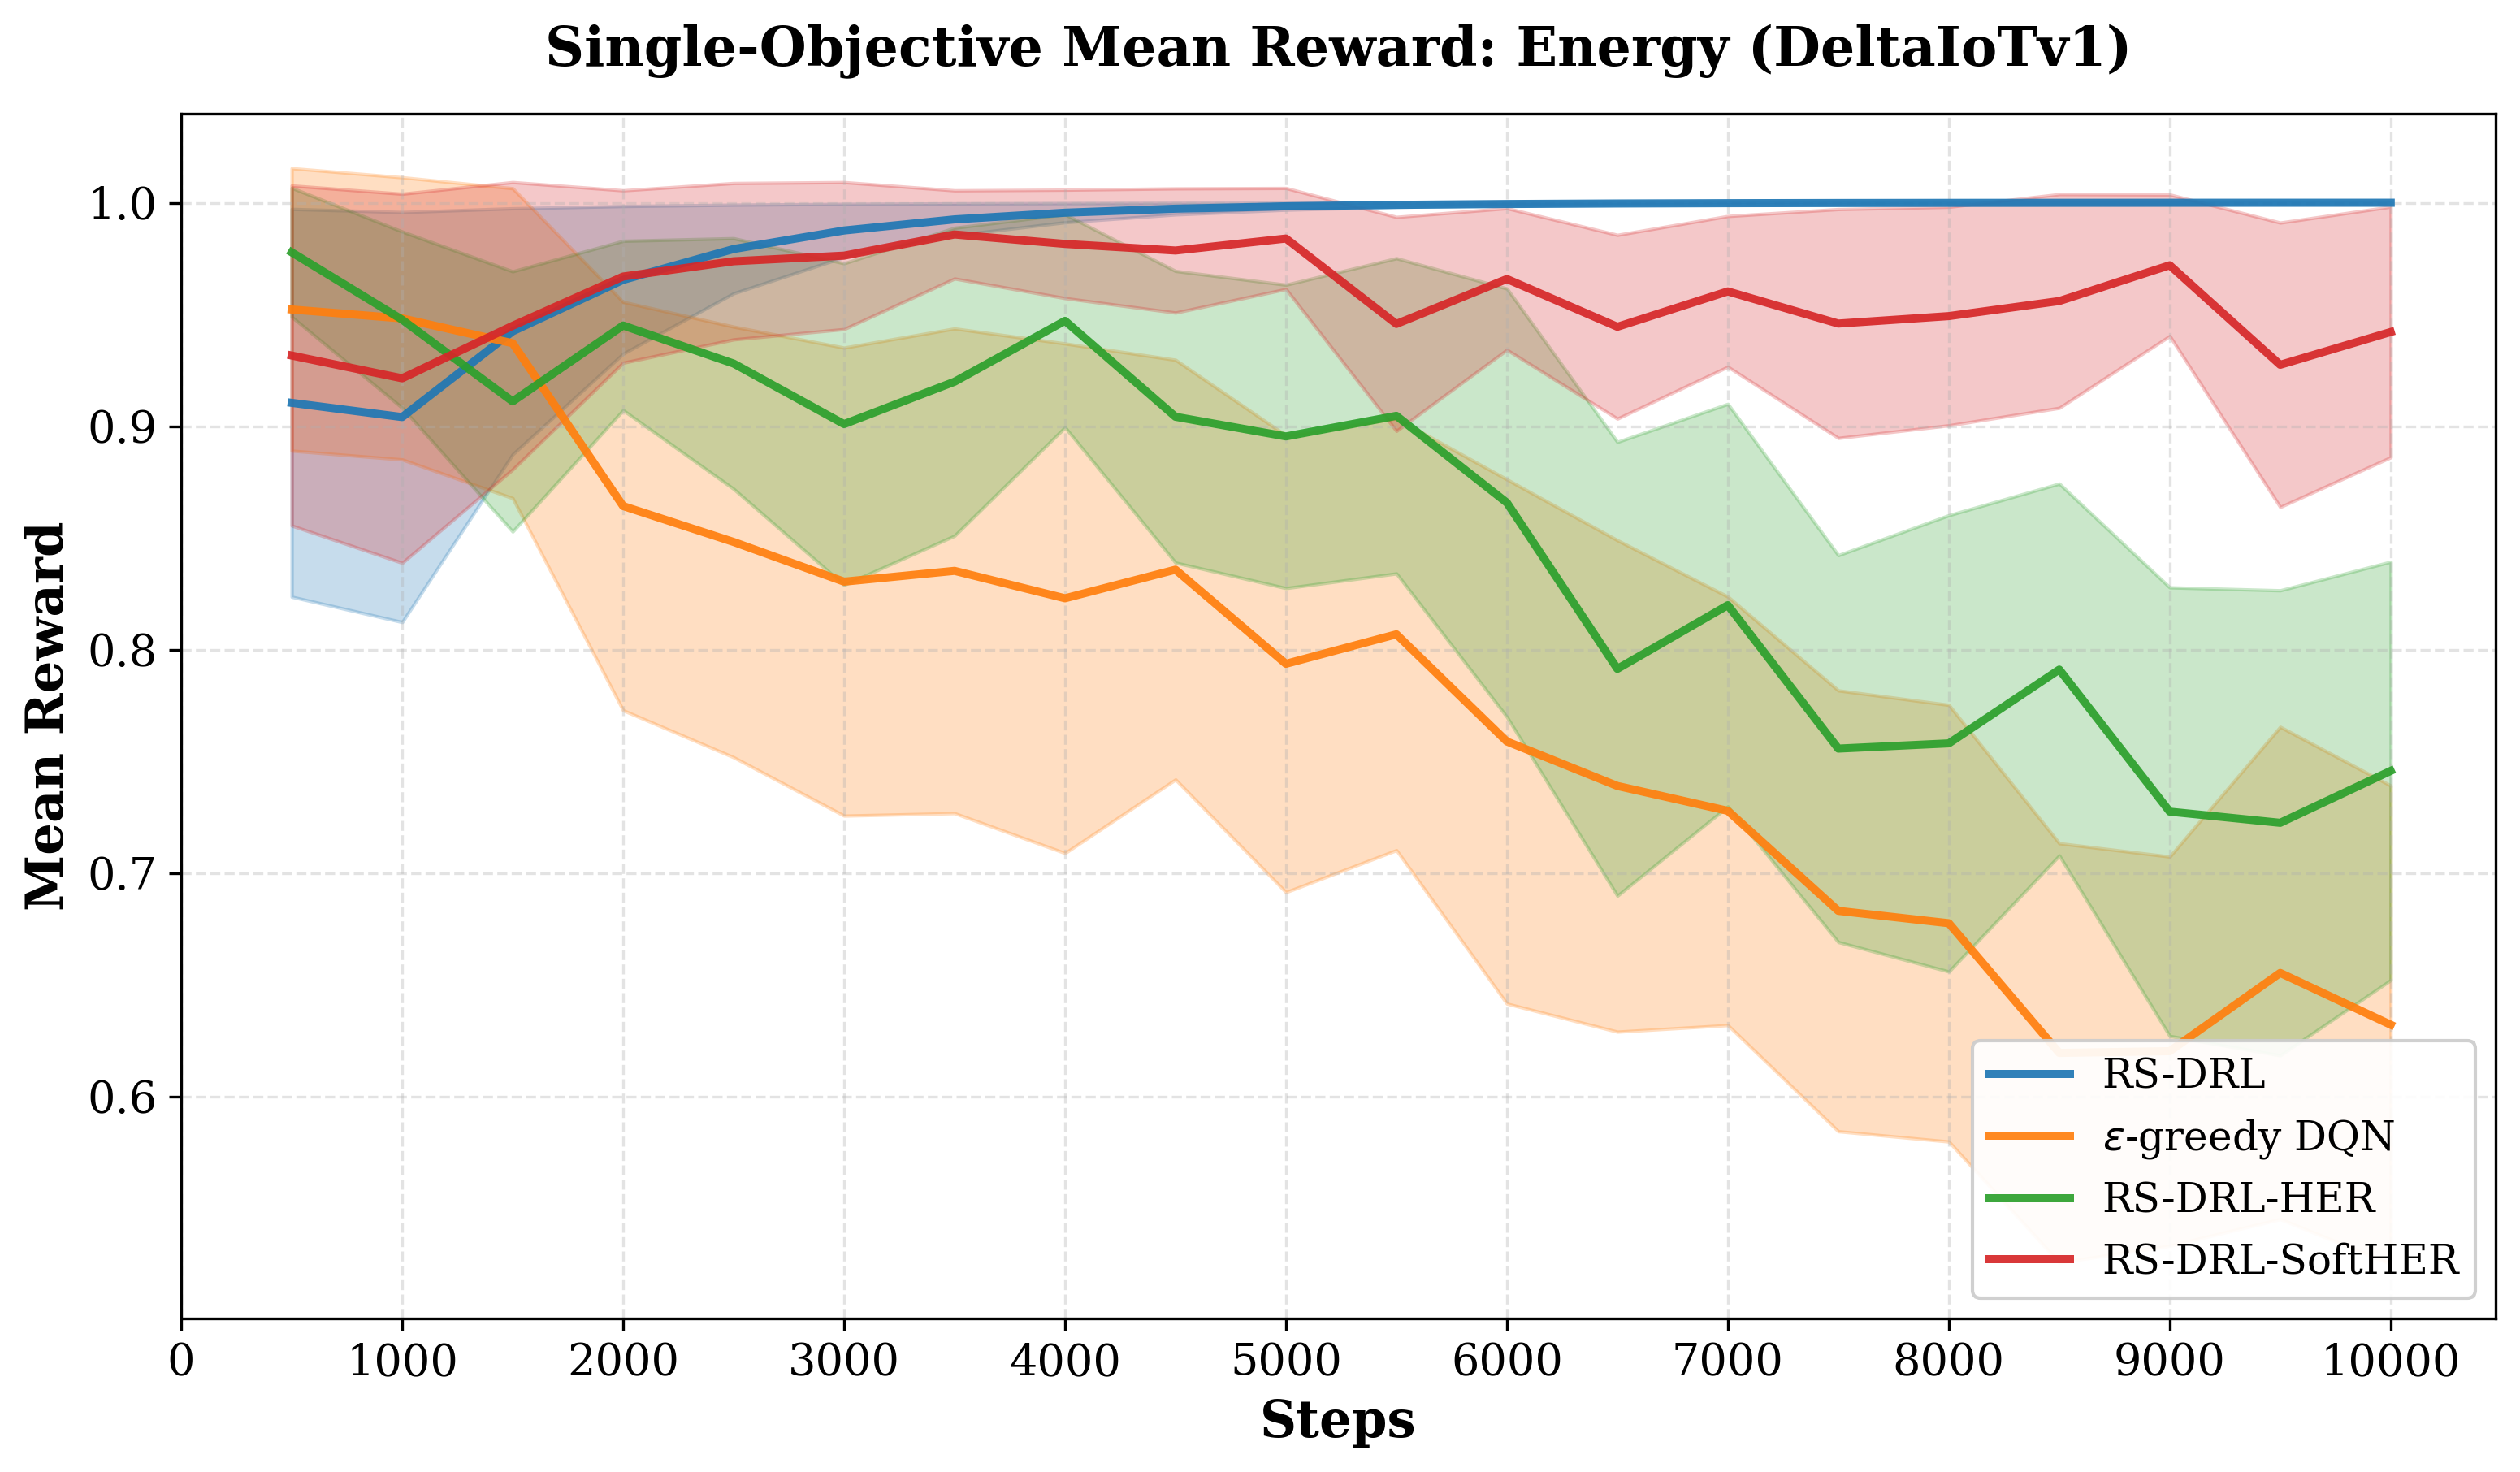 Single-Objective Mean Reward: Energy (DeltaIoTv1)
Mean Reward
1.0
0.9
0.8
0.7
0.6
0 1000 2000 3000 4000 5000 6000 7000 8000 9000 10000
Steps
RS-DRL
ε-greedy DQN
RS-DRL-HER
RS-DRL-SoftHER